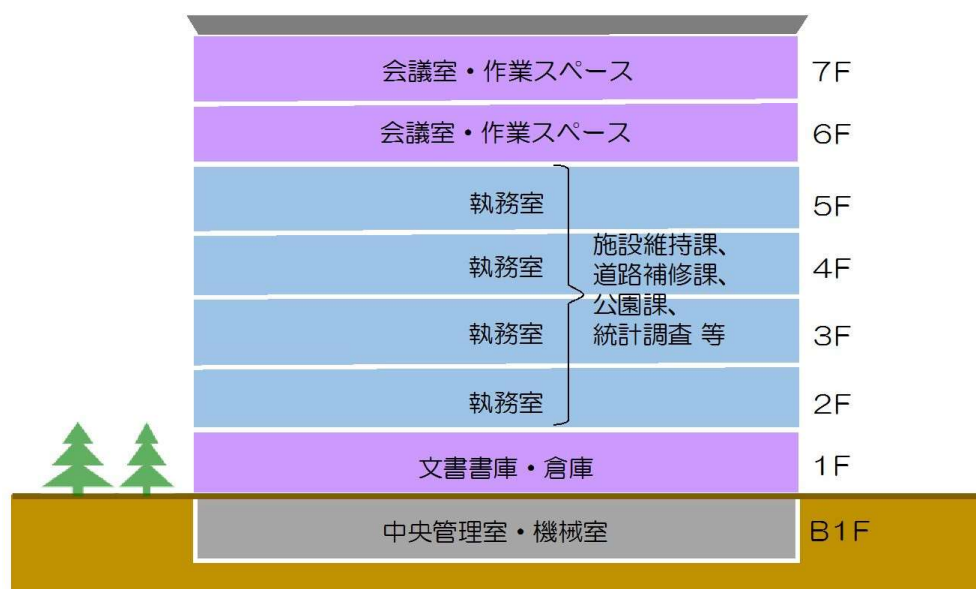 会議室・作業スペース 7F
会議室・作業スペース 6F
執務室 5F
執務室 4F
執務室 3F
執務室 2F
施設維持課、
道路補修課、
公園課、
統計調査 等
文書書庫・倉庫 1F
中央管理室・機械室 B1F